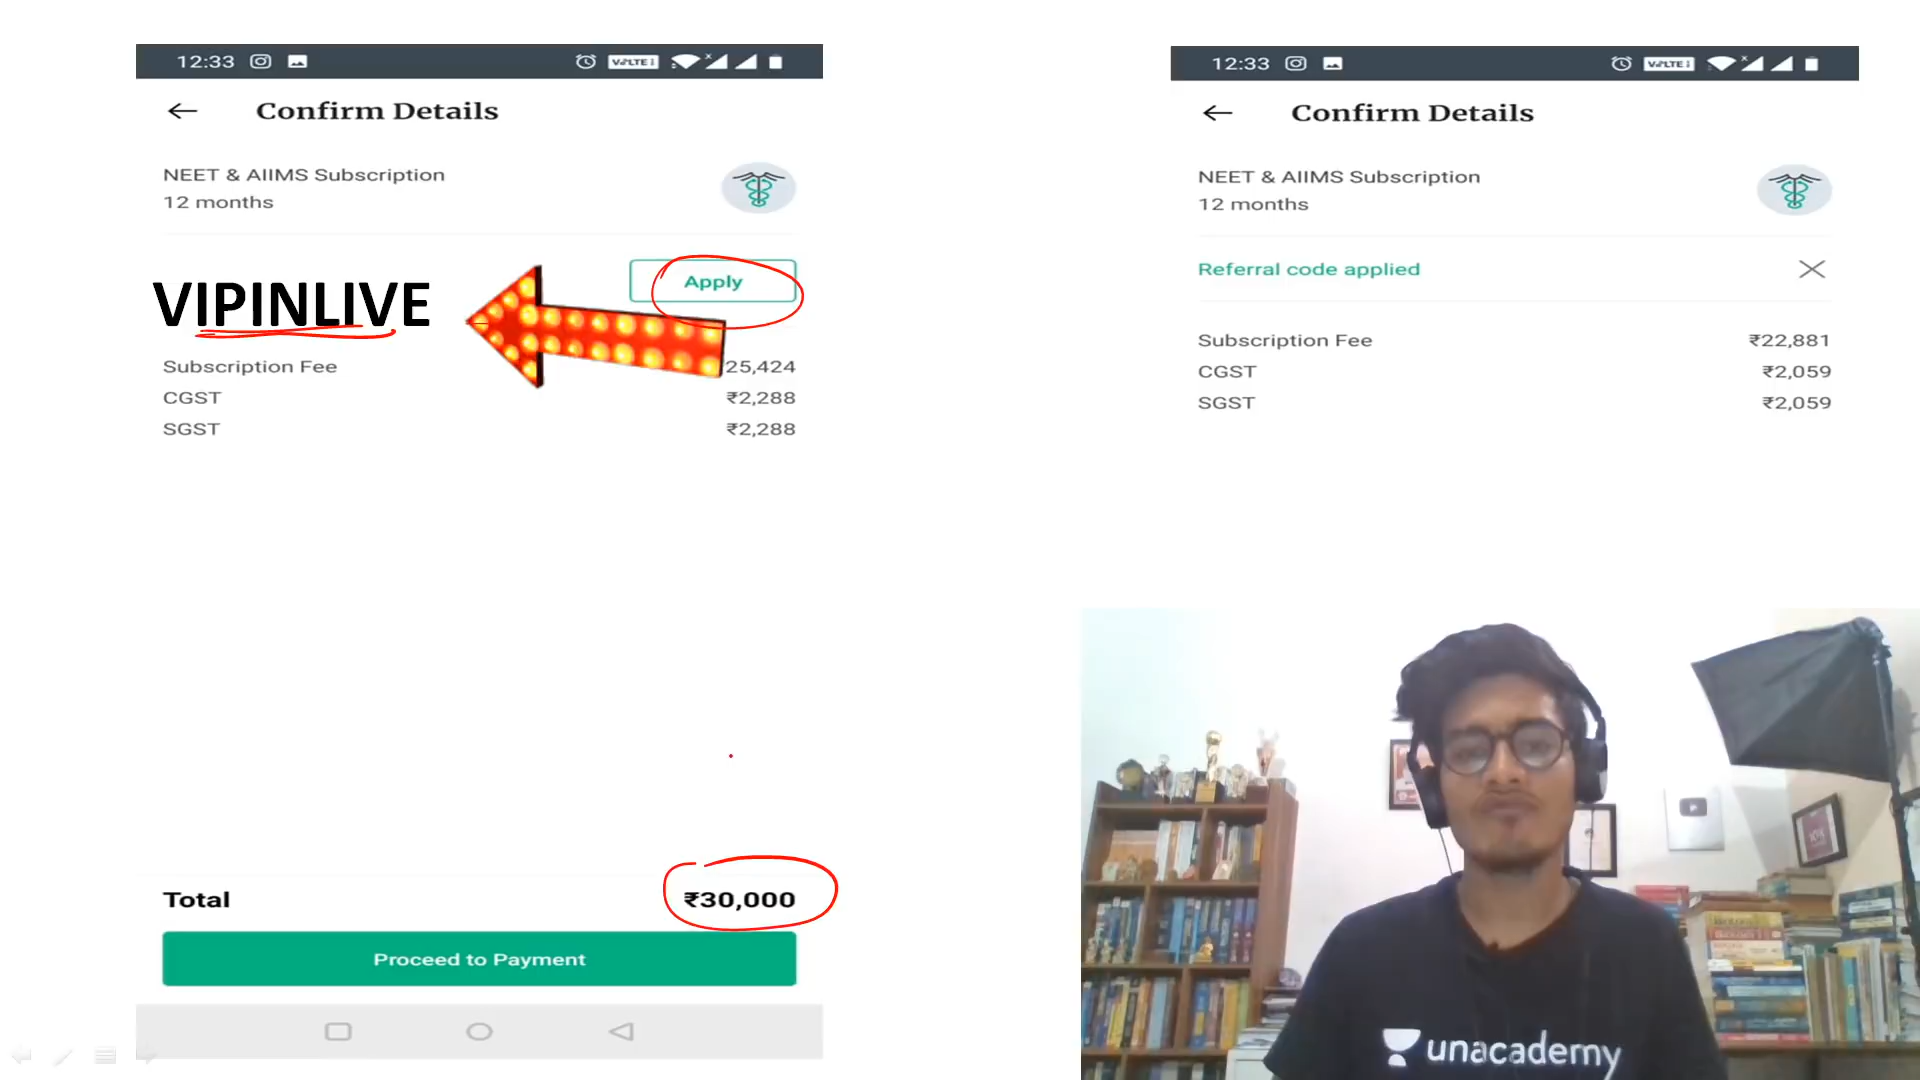 12:33
VoLTE
Confirm Details
NEET & AIIMS Subscription
12 months
Apply
VIPINLIVE
Subscription Fee 25,424
CGST ₹2,288
SGST ₹2,288
Total ₹30,000
Proceed to Payment
12:33
VoLTE
Confirm Details
NEET & AIIMS Subscription
12 months
Referral code applied
Subscription Fee ₹22,881
CGST ₹2,059
SGST ₹2,059
unacademy